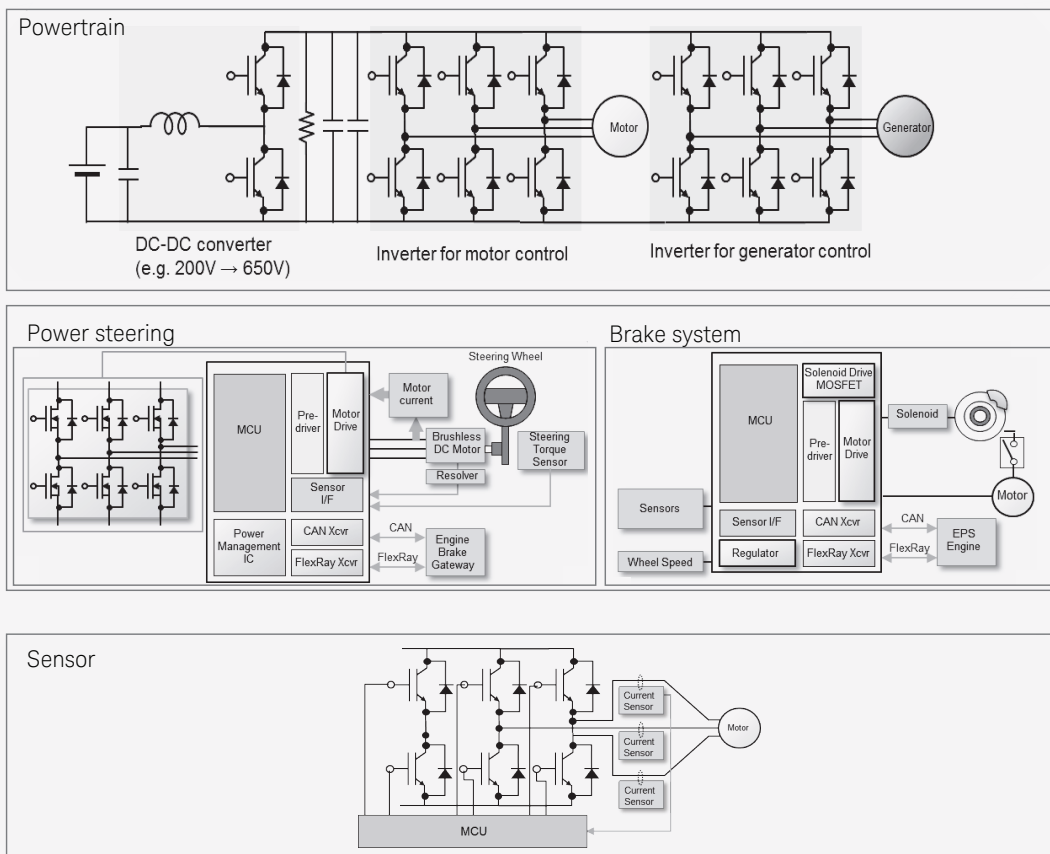 Powertrain
Motor
Generator
DC-DC converter
(e.g. 200V → 650V)
Inverter for motor control
Inverter for generator control
Power steering
MCU
Pre-
driver
Motor
Drive
Motor
current
Steering Wheel
Brushless
DC Motor
Steering
Torque
Sensor
Resolver
Sensor
I/F
Power
Management
IC
CAN Xcvr
FlexRay Xcvr
CAN
FlexRay
Engine
Brake
Gateway
Brake system
MCU
Solenoid Drive
MOSFET
Pre-
driver
Motor
Drive
Solenoid
Motor
Sensors
Wheel Speed
Sensor I/F
Regulator
CAN Xcvr
FlexRay Xcvr
CAN
FlexRay
EPS
Engine
Sensor
Current
Sensor
Current
Sensor
Current
Sensor
Motor
MCU